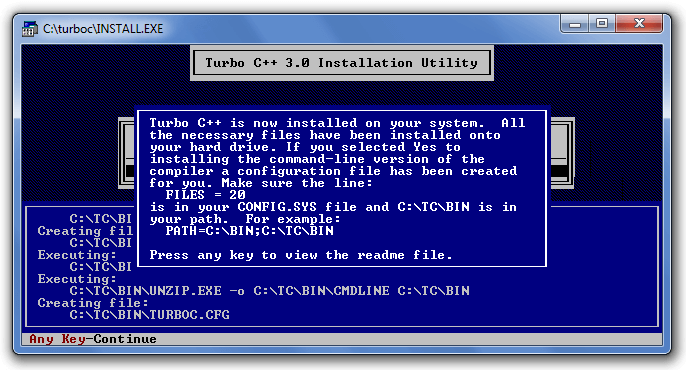 C:\turboc\INSTALL.EXE
Turbo C++ 3.0 Installation Utility
Turbo C++ is now installed on your system.  All
the necessary files have been installed onto
your hard drive. If you selected Yes to
installing the command-line version of the
compiler a configuration file has been created
for you. Make sure the line:
FILES = 20
is in your CONFIG.SYS file and C:\TC\BIN is in
your path.  For example:
PATH=C:\BIN;C:\TC\BIN
Press any key to view the readme file.
C:\TC\BI
Creating fil
C:\TC\BI
Executing:
C:\TC\BI
Executing:
C:\TC\BIN\UNZIP.EXE -o C:\TC\BIN\CMDLINE C:\TC\BIN
Creating file:
C:\TC\BIN\TURBOC.CFG
Any Key-Continue